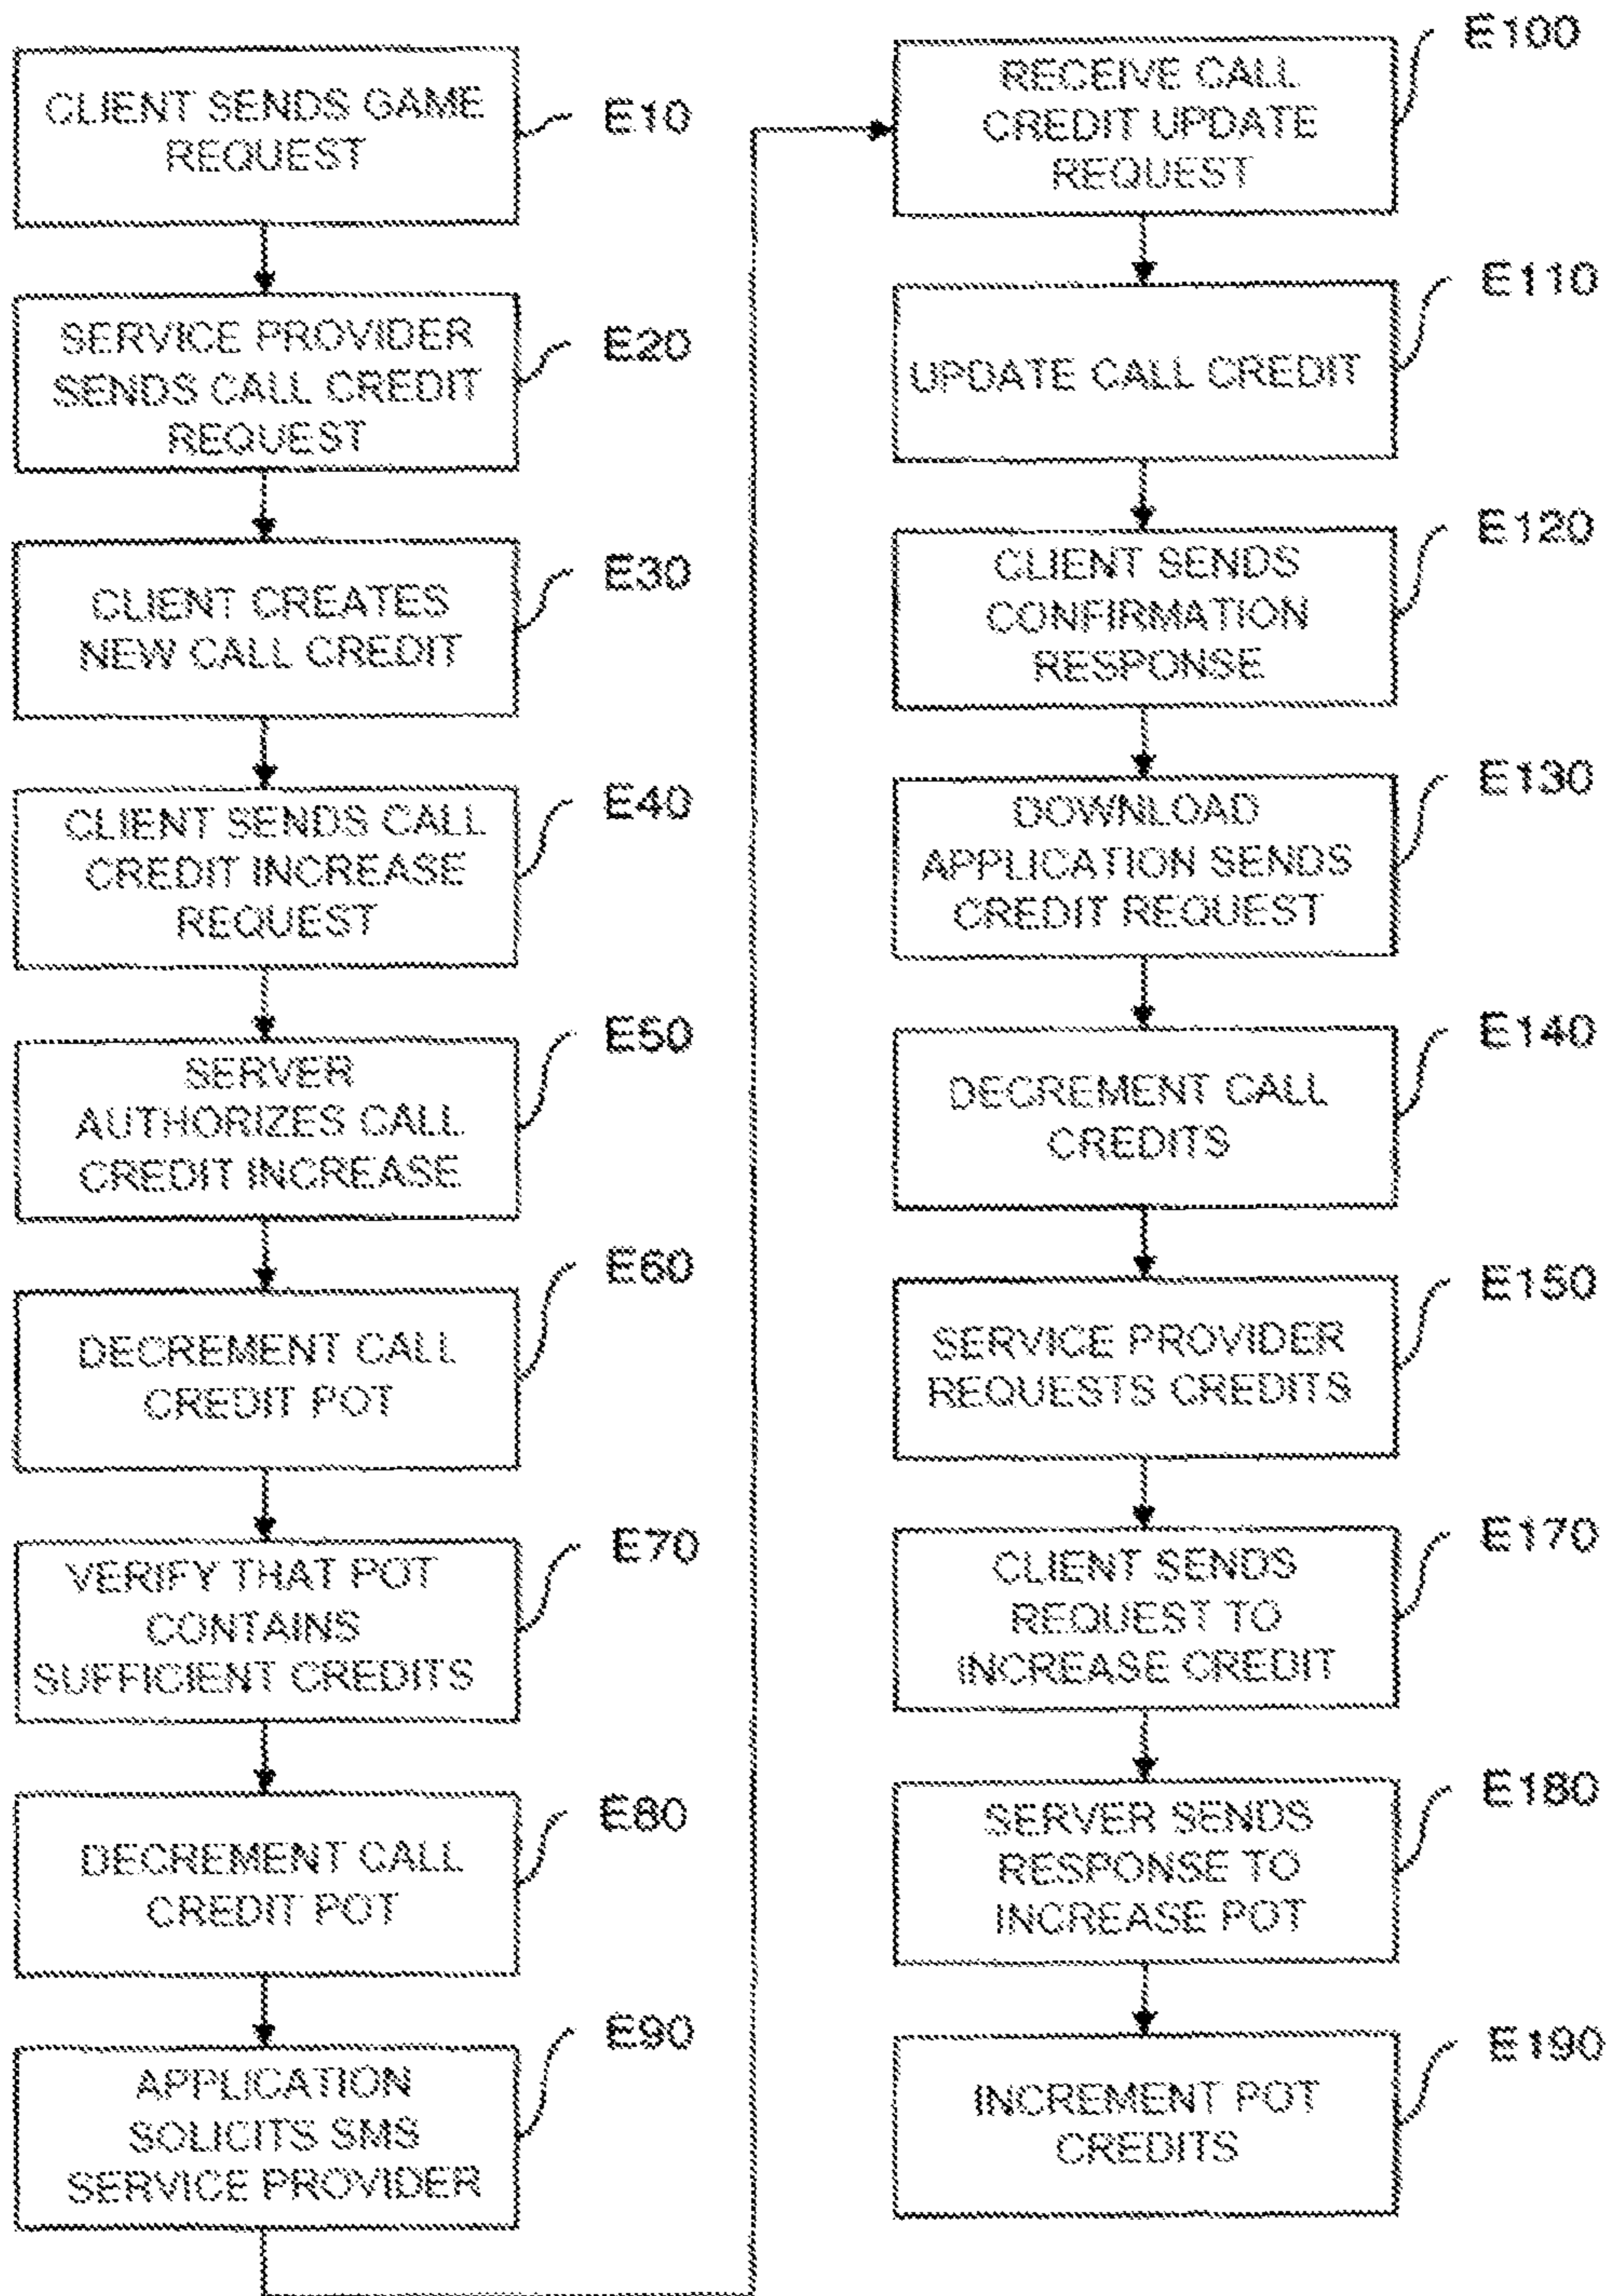 CLIENT SENDS GAME
REQUEST
E10
SERVICE PROVIDER
SENDS CALL CREDIT
REQUEST
E20
CLIENT CREATES
NEW CALL CREDIT
E30
CLIENT SENDS CALL
CREDIT INCREASE
REQUEST
E40
SERVER
AUTHORIZES CALL
CREDIT INCREASE
E50
DECREMENT CALL
CREDIT POT
E60
VERIFY THAT POT
CONTAINS
SUFFICIENT CREDITS
E70
DECREMENT CALL
CREDIT POT
E80
APPLICATION
SOLICITS SMS
SERVICE PROVIDER
E90
RECEIVE CALL
CREDIT UPDATE
REQUEST
E100
UPDATE CALL CREDIT
E110
CLIENT SENDS
CONFIRMATION
RESPONSE
E120
DOWNLOAD
APPLICATION SENDS
CREDIT REQUEST
E130
DECREMENT CALL
CREDITS
E140
SERVICE PROVIDER
REQUESTS CREDITS
E150
CLIENT SENDS
REQUEST TO
INCREASE CREDIT
E170
SERVER SENDS
RESPONSE TO
INCREASE POT
E180
INCREMENT POT
CREDITS
E190